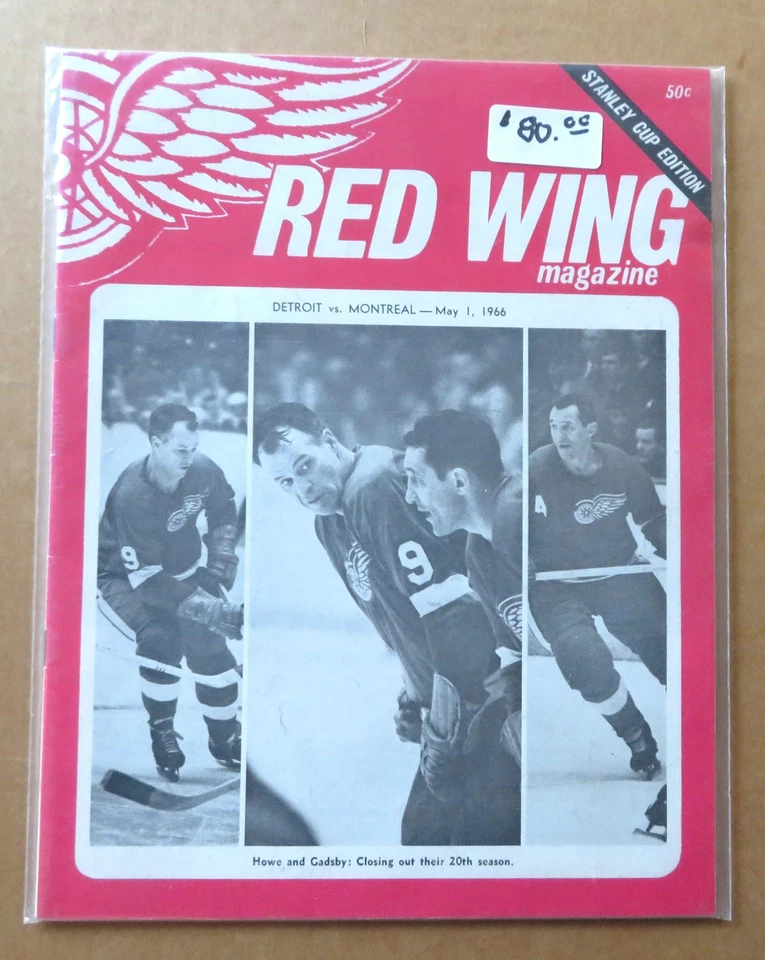 STANLEY CUP EDITION
50c
$80.00
RED WING
magazine
DETROIT vs. MONTREAL — May 1, 1966
9
9
A
Howe and Gadsby: Closing out their 20th season.